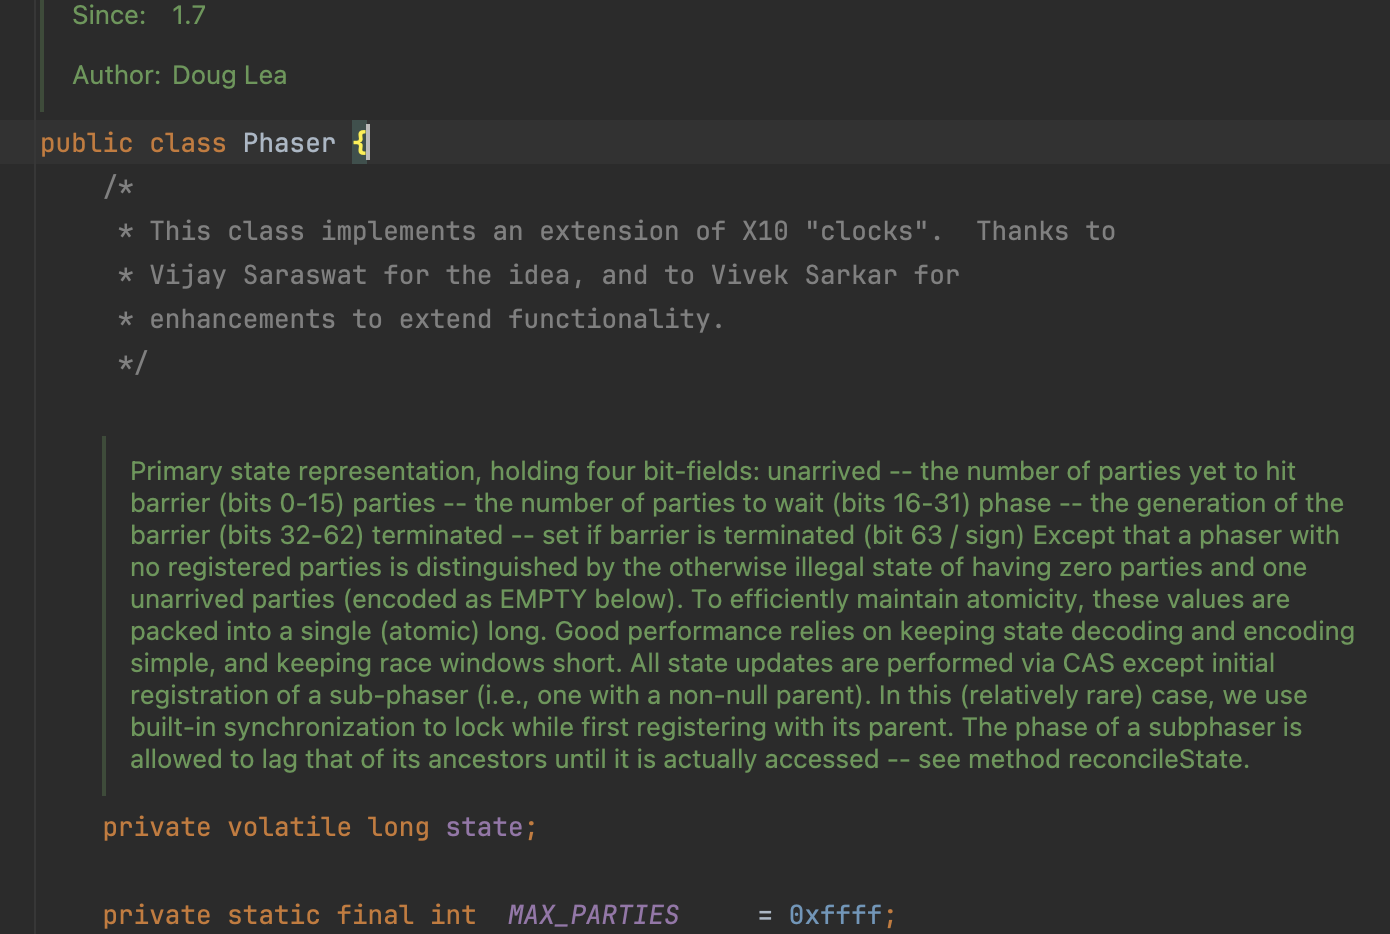 Since: 1.7
Author: Doug Lea
public class Phaser {
/*
* This class implements an extension of X10 "clocks".  Thanks to
* Vijay Saraswat for the idea, and to Vivek Sarkar for
* enhancements to extend functionality.
*/
Primary state representation, holding four bit-fields: unarrived -- the number of parties yet to hit
barrier (bits 0-15) parties -- the number of parties to wait (bits 16-31) phase -- the generation of the
barrier (bits 32-62) terminated -- set if barrier is terminated (bit 63 / sign) Except that a phaser with
no registered parties is distinguished by the otherwise illegal state of having zero parties and one
unarrived parties (encoded as EMPTY below). To efficiently maintain atomicity, these values are
packed into a single (atomic) long. Good performance relies on keeping state decoding and encoding
simple, and keeping race windows short. All state updates are performed via CAS except initial
registration of a sub-phaser (i.e., one with a non-null parent). In this (relatively rare) case, we use
built-in synchronization to lock while first registering with its parent. The phase of a subphaser is
allowed to lag that of its ancestors until it is actually accessed -- see method reconcileState.
private volatile long state;
private static final int  MAX_PARTIES     = 0xffff;